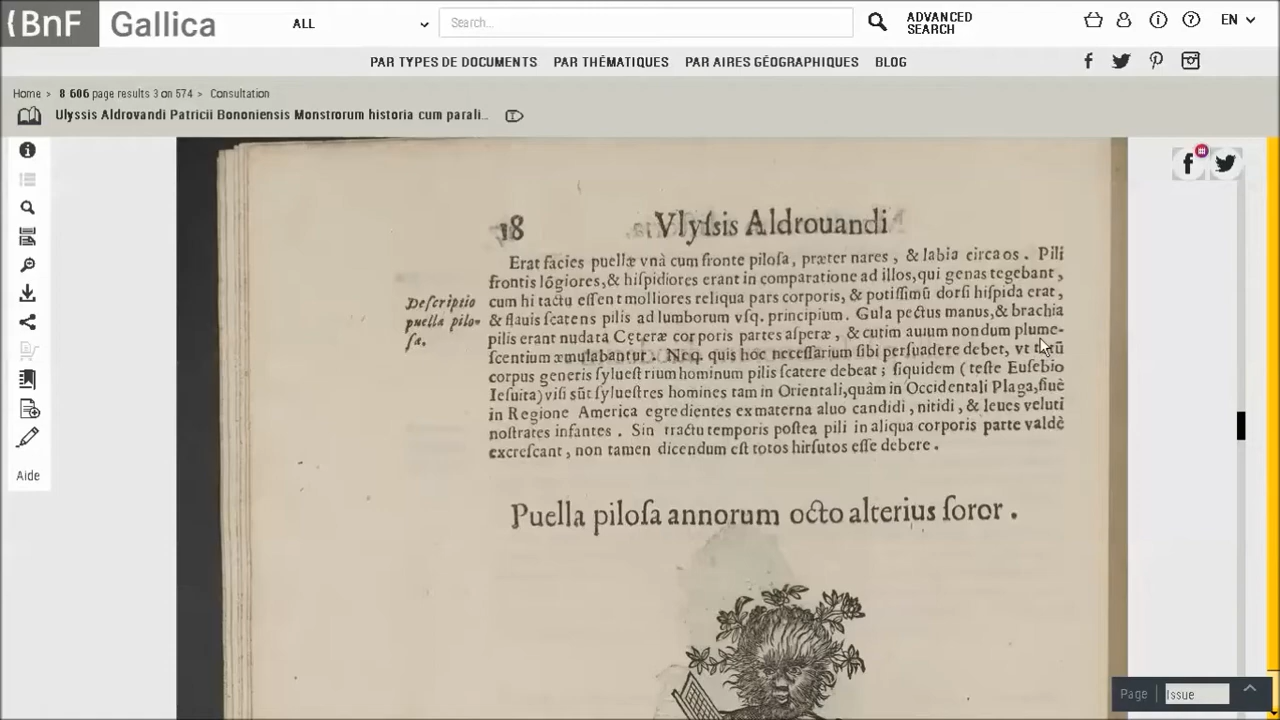 BnF Gallica
ALL
Search...
ADVANCED SEARCH
EN
PAR TYPES DE DOCUMENTS PAR THÉMATIQUES PAR AIRES GÉOGRAPHIQUES BLOG
Home > 8 606 page results 3 on 574 > Consultation
Ulyssis Aldrovandi Patricii Bononiensis Monstrorum historia cum parali..
18 Vlyſsis Aldrouandi
Erat facies puellæ vnà cum fronte piloſa, præter nares, & labia circa os. Pili
frontis lōgiores, & hiſpidiores erant in comparatione ad illos, qui genas tegebant,
Deſcriptio puella piloſa.
cum hi tactu eſſent molliores reliqua pars corporis, & potiſſimū dorſi hiſpida erat,
& flauis ſcatens pilis ad lumborum vſq. principium. Gula pectus manus, & brachia
pilis erant nudata Cęteræ corporis partes aſperæ, & cutim auium nondum plume-
ſcentium æmulabantur. Neq. quis hoc neceſſarium ſibi perſuadere debet, vt totū
corpus generis ſylueſtrium hominum pilis ſcatere debeat; ſiquidem (teſte Euſebio
Ieſuita) viſi sūt ſylueſtres homines tam in Orientali, quàm in Occidentali Plaga, ſiuè
in Regione America egredientes ex materna aluo candidi, nitidi, & leues veluti
noſtrates infantes. Sin tractu temporis poſtea pili in aliqua corporis parte valdè
excreſcant, non tamen dicendum eſt totos hirſutos eſſe debere.
Puella piloſa annorum octo alterius ſoror.
Aide
Page | Issue